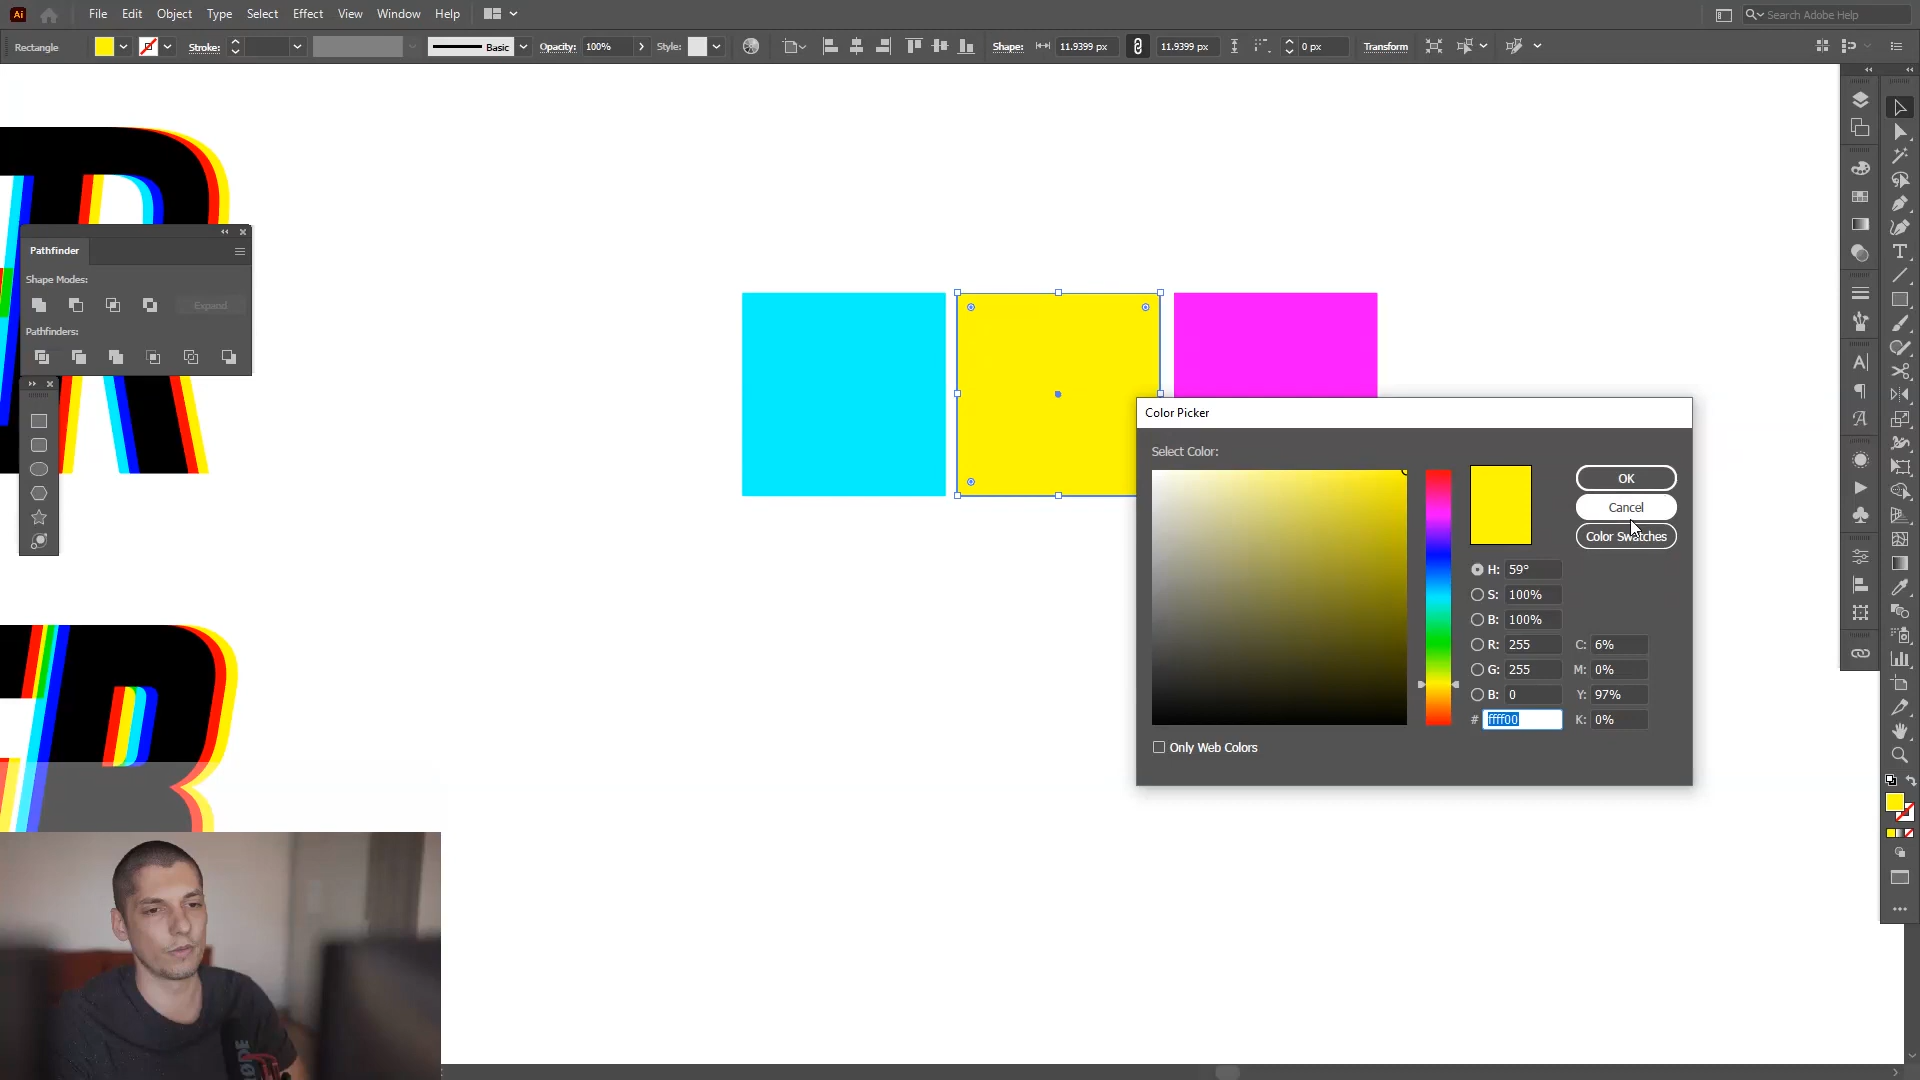 Ai File Edit Object Type Select Effect View Window Help Search Adobe Help
Rectangle Stroke: Basic Opacity: 100% Style: Shape: 11.9399 px 11.9399 px 0 px Transform
Pathfinder
Shape Modes:
Expand
Pathfinders:
Color Picker
Select Color:
OK
Cancel
Color Swatches
H: 59°
S: 100%
B: 100%
R: 255 C: 6%
G: 255 M: 0%
B: 0 Y: 97%
# ffff00 K: 0%
Only Web Colors